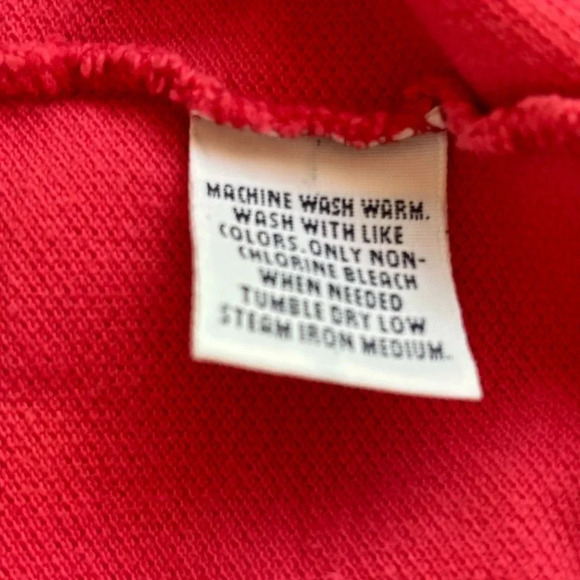 MACHINE WASH WARM.
WASH WITH LIKE
COLORS. ONLY NON-
CHLORINE BLEACH
WHEN NEEDED
TUMBLE DRY LOW
STEAM IRON MEDIUM.